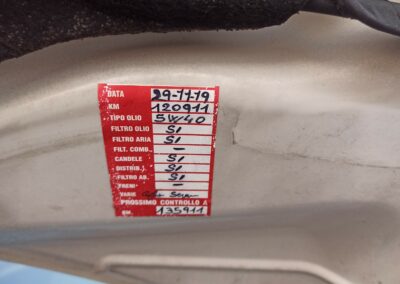 DATA 29-11-19
KM 120911
TIPO OLIO 5W40
FILTRO OLIO SI
FILTRO ARIA SI
FILT. COMB. —
CANDELE SI
DISTRIB. SI
FILTRO AB. SI
FRENI —
VARIE
PROSSIMO CONTROLLO A
KM. 135911